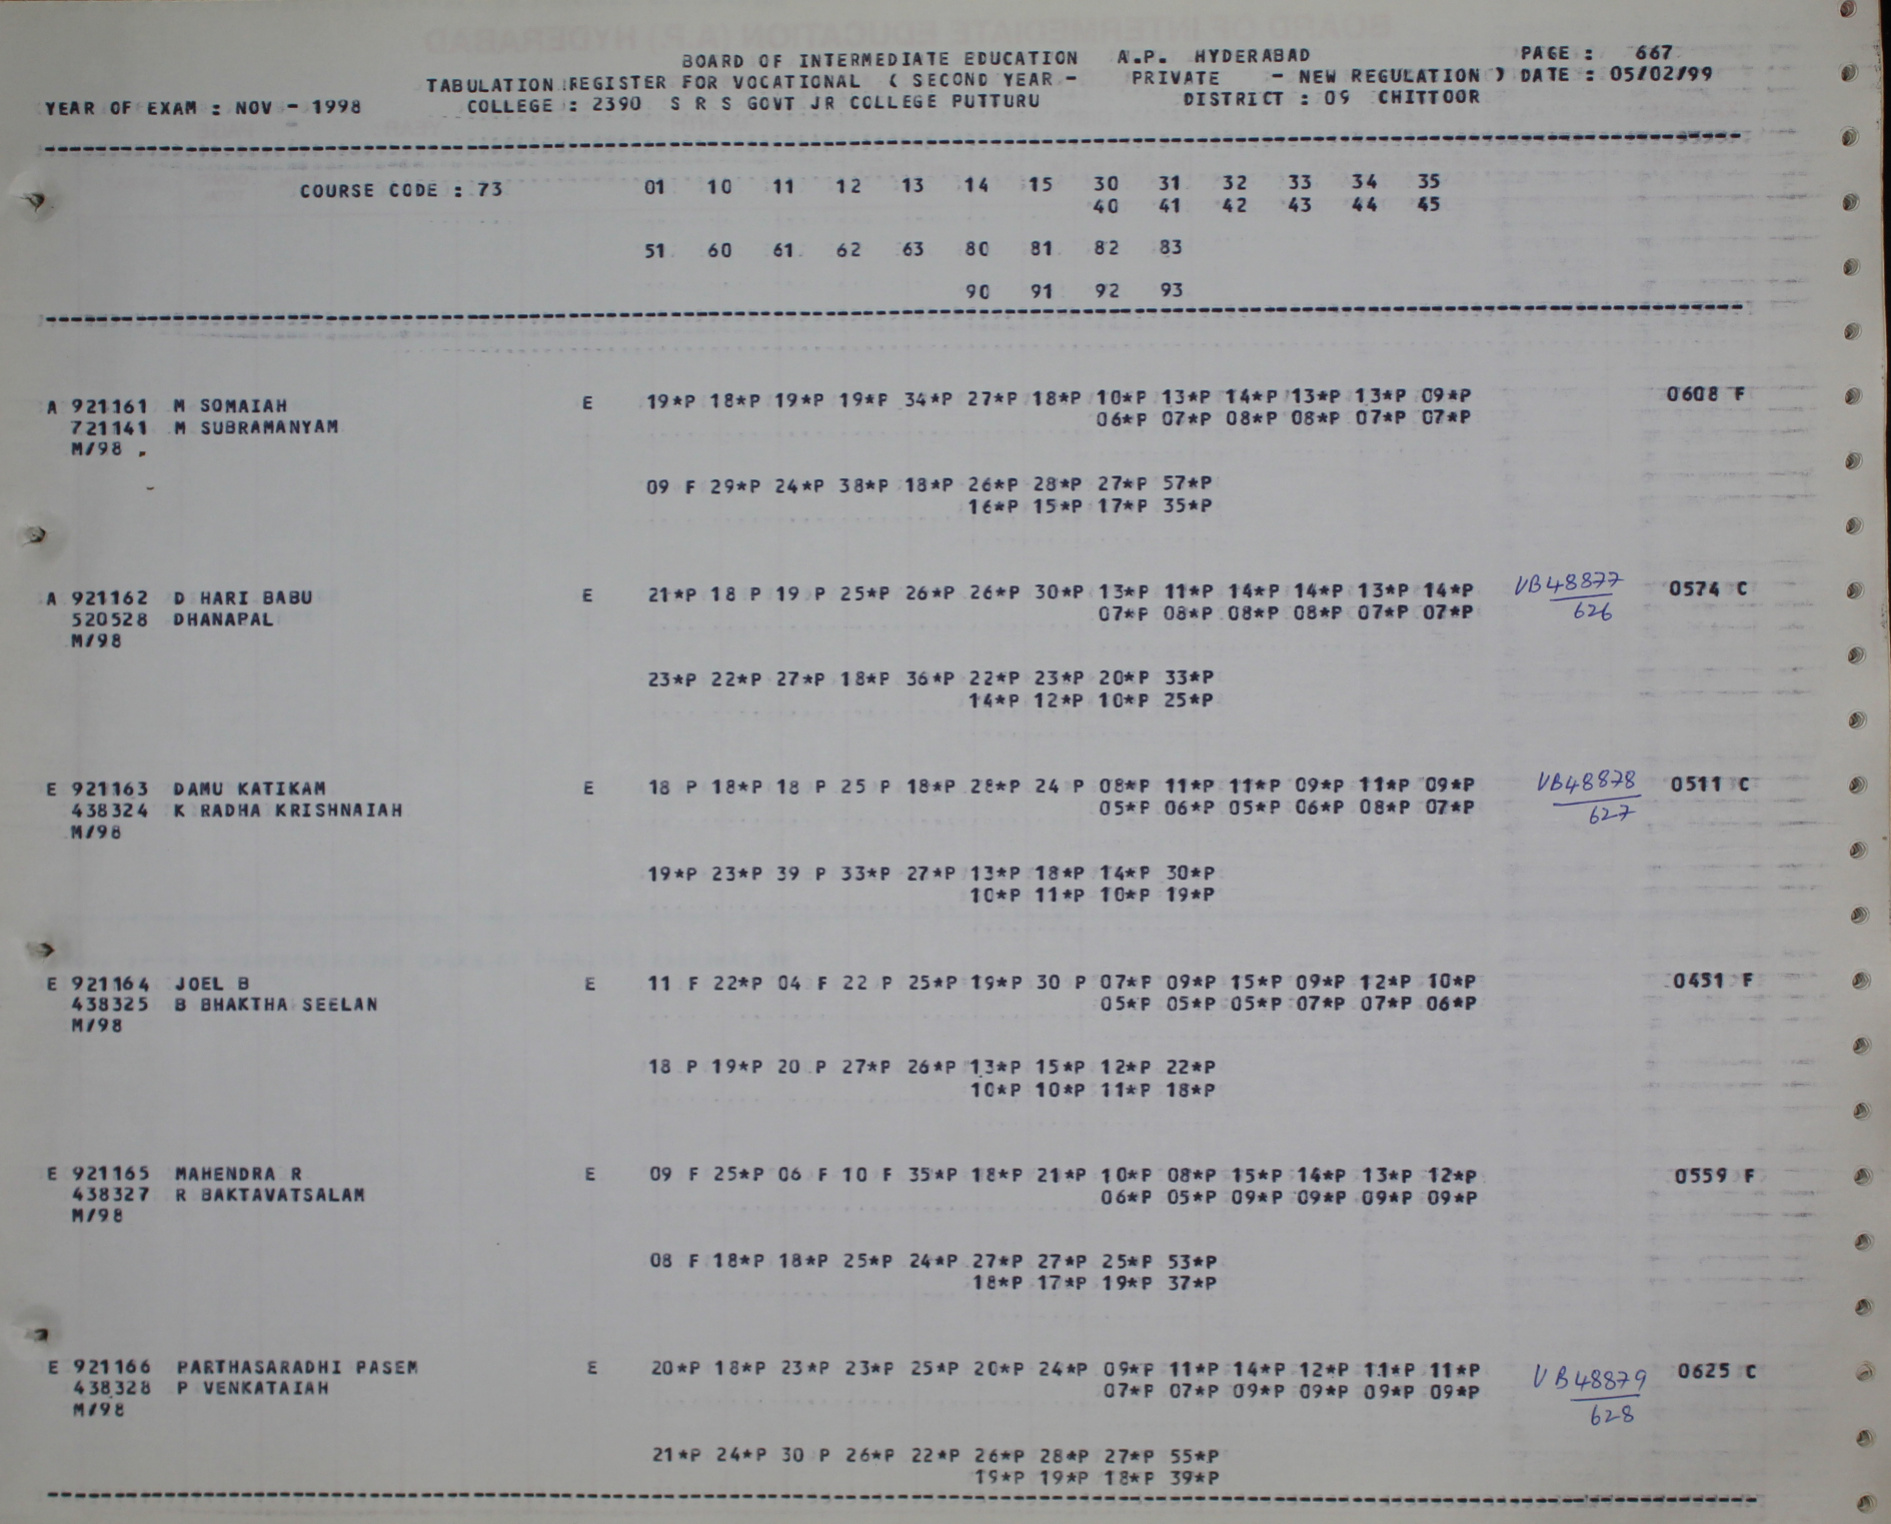 BOARD OF INTERMEDIATE EDUCATION A.P. HYDERABAD PAGE : 667
TABULATION REGISTER FOR VOCATIONAL ( SECOND YEAR - PRIVATE - NEW REGULATION ) DATE : 05/02/99
YEAR OF EXAM : NOV - 1998 COLLEGE : 2390 S R S GOVT JR COLLEGE PUTTURU DISTRICT : 09 CHITTOOR
COURSE CODE : 73 01 10 11 12 13 14 15 30 31 32 33 34 35
40 41 42 43 44 45
51 60 61 62 63 80 81 82 83
90 91 92 93
A 921161 M SOMAIAH E 19*P 18*P 19*P 19*P 34*P 27*P 18*P 10*P 13*P 14*P 13*P 13*P 09*P 0608 F
721141 M SUBRAMANYAM 06*P 07*P 08*P 08*P 07*P 07*P
M/98
09 F 29*P 24*P 38*P 18*P 26*P 28*P 27*P 57*P
16*P 15*P 17*P 35*P
A 921162 D HARI BABU E 21*P 18 P 19 P 25*P 26*P 26*P 30*P 13*P 11*P 14*P 14*P 13*P 14*P VB48877 0574 C
520528 DHANAPAL 07*P 08*P 08*P 08*P 07*P 07*P 626
M/98
23*P 22*P 27*P 18*P 36*P 22*P 23*P 20*P 33*P
14*P 12*P 10*P 25*P
E 921163 DAMU KATIKAM E 18 P 18*P 18 P 25 P 18*P 28*P 24 P 08*P 11*P 11*P 09*P 11*P 09*P VB48878 0511 C
438324 K RADHA KRISHNAIAH 05*P 06*P 05*P 06*P 08*P 07*P 627
M/98
19*P 23*P 39 P 33*P 27*P 13*P 18*P 14*P 30*P
10*P 11*P 10*P 19*P
E 921164 JOEL B E 11 F 22*P 04 F 22 P 25*P 19*P 30 P 07*P 09*P 15*P 09*P 12*P 10*P 0451 F
438325 B BHAKTHA SEELAN 05*P 05*P 05*P 07*P 07*P 06*P
M/98
18 P 19*P 20 P 27*P 26*P 13*P 15*P 12*P 22*P
10*P 10*P 11*P 18*P
E 921165 MAHENDRA R E 09 F 25*P 06 F 10 F 35*P 18*P 21*P 10*P 08*P 15*P 14*P 13*P 12*P 0559 F
438327 R BAKTAVATSALAM 06*P 05*P 09*P 09*P 09*P 09*P
M/98
08 F 18*P 18*P 25*P 24*P 27*P 27*P 25*P 53*P
18*P 17*P 19*P 37*P
E 921166 PARTHASARADHI PASEM E 20*P 18*P 23*P 23*P 25*P 20*P 24*P 09*P 11*P 14*P 12*P 11*P 11*P VB48879 0625 C
438328 P VENKATAIAH 07*P 07*P 09*P 09*P 09*P 09*P 628
M/98
21*P 24*P 30 P 26*P 22*P 26*P 28*P 27*P 55*P
19*P 19*P 18*P 39*P